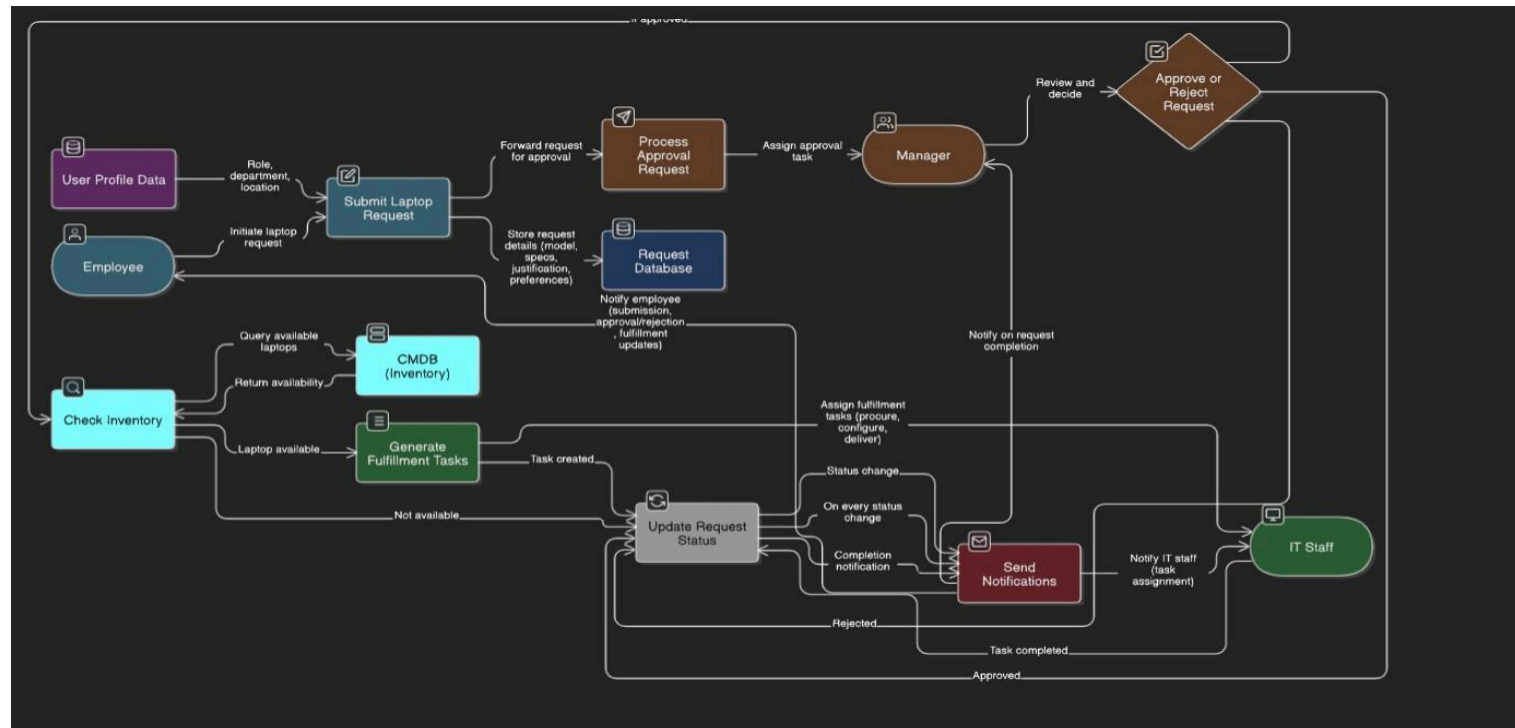 If approved
Approve or
Reject
Request
Review and
decide
Process
Approval
Request
Forward request
for approval
Assign approval
task
Manager
User Profile Data
Role,
department,
location
Submit Laptop
Request
Initiate laptop
request
Employee
Store request
details (model,
specs,
justification,
preferences)
Request
Database
Notify employee
(submission,
approval/rejection
, fulfillment
updates)
Notify on request
completion
Query available
laptops
CMDB
(Inventory)
Return availability
Check Inventory
Laptop available
Generate
Fulfillment Tasks
Assign fulfillment
tasks (procure,
configure,
deliver)
Task created
Status change
Not available
Update Request
Status
On every status
change
Completion
notification
Send
Notifications
Notify IT staff
(task
assignment)
IT Staff
Rejected
Task completed
Approved